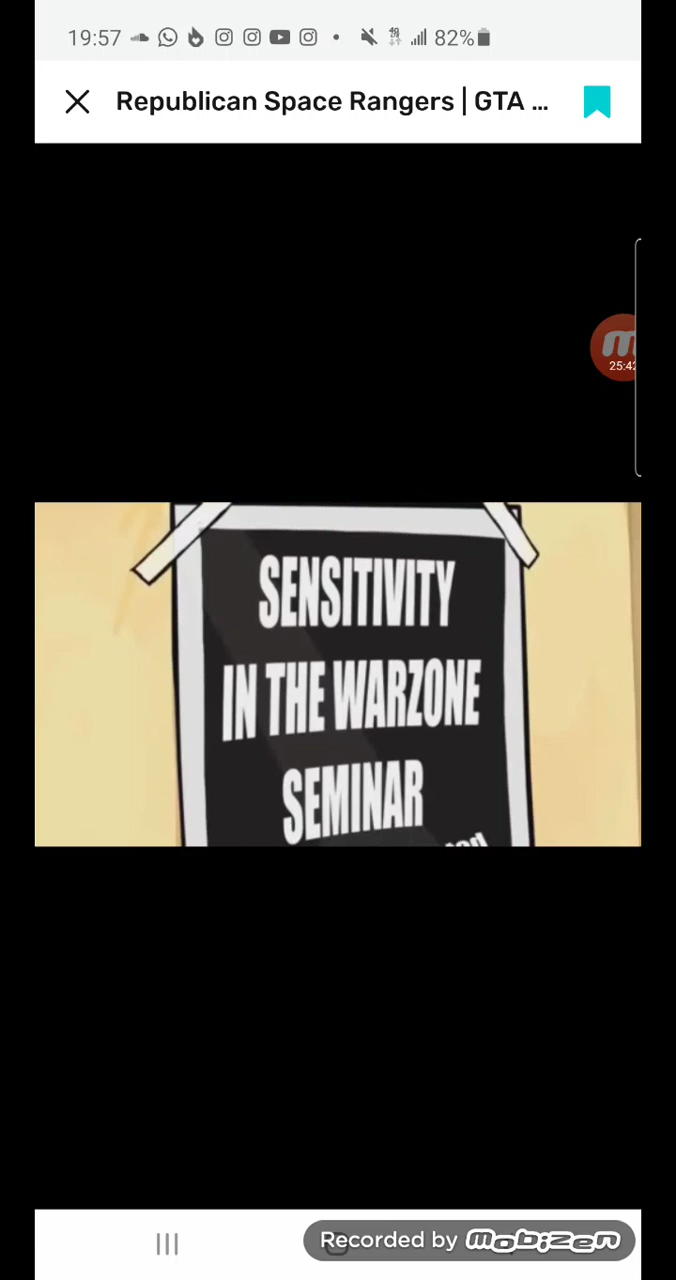 19:57
82%
Republican Space Rangers | GTA ...
25:42
SENSITIVITY
IN THE WARZONE
SEMINAR
Recorded by mobizen